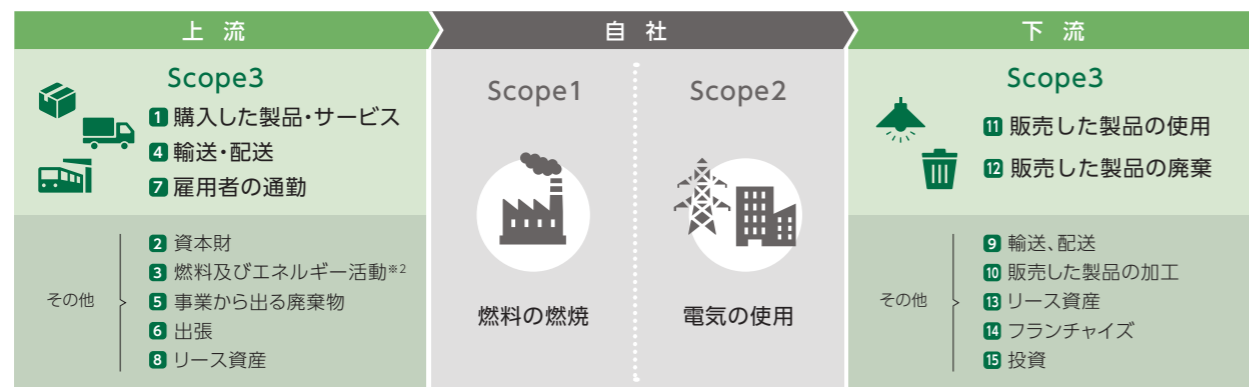 上流
自社
下流
Scope3
1 購入した製品・サービス
4 輸送・配送
7 雇用者の通勤
その他
2 資本財
3 燃料及びエネルギー活動※2
5 事業から出る廃棄物
6 出張
8 リース資産
Scope1
燃料の燃焼
Scope2
電気の使用
Scope3
11 販売した製品の使用
12 販売した製品の廃棄
その他
9 輸送、配送
10 販売した製品の加工
13 リース資産
14 フランチャイズ
15 投資